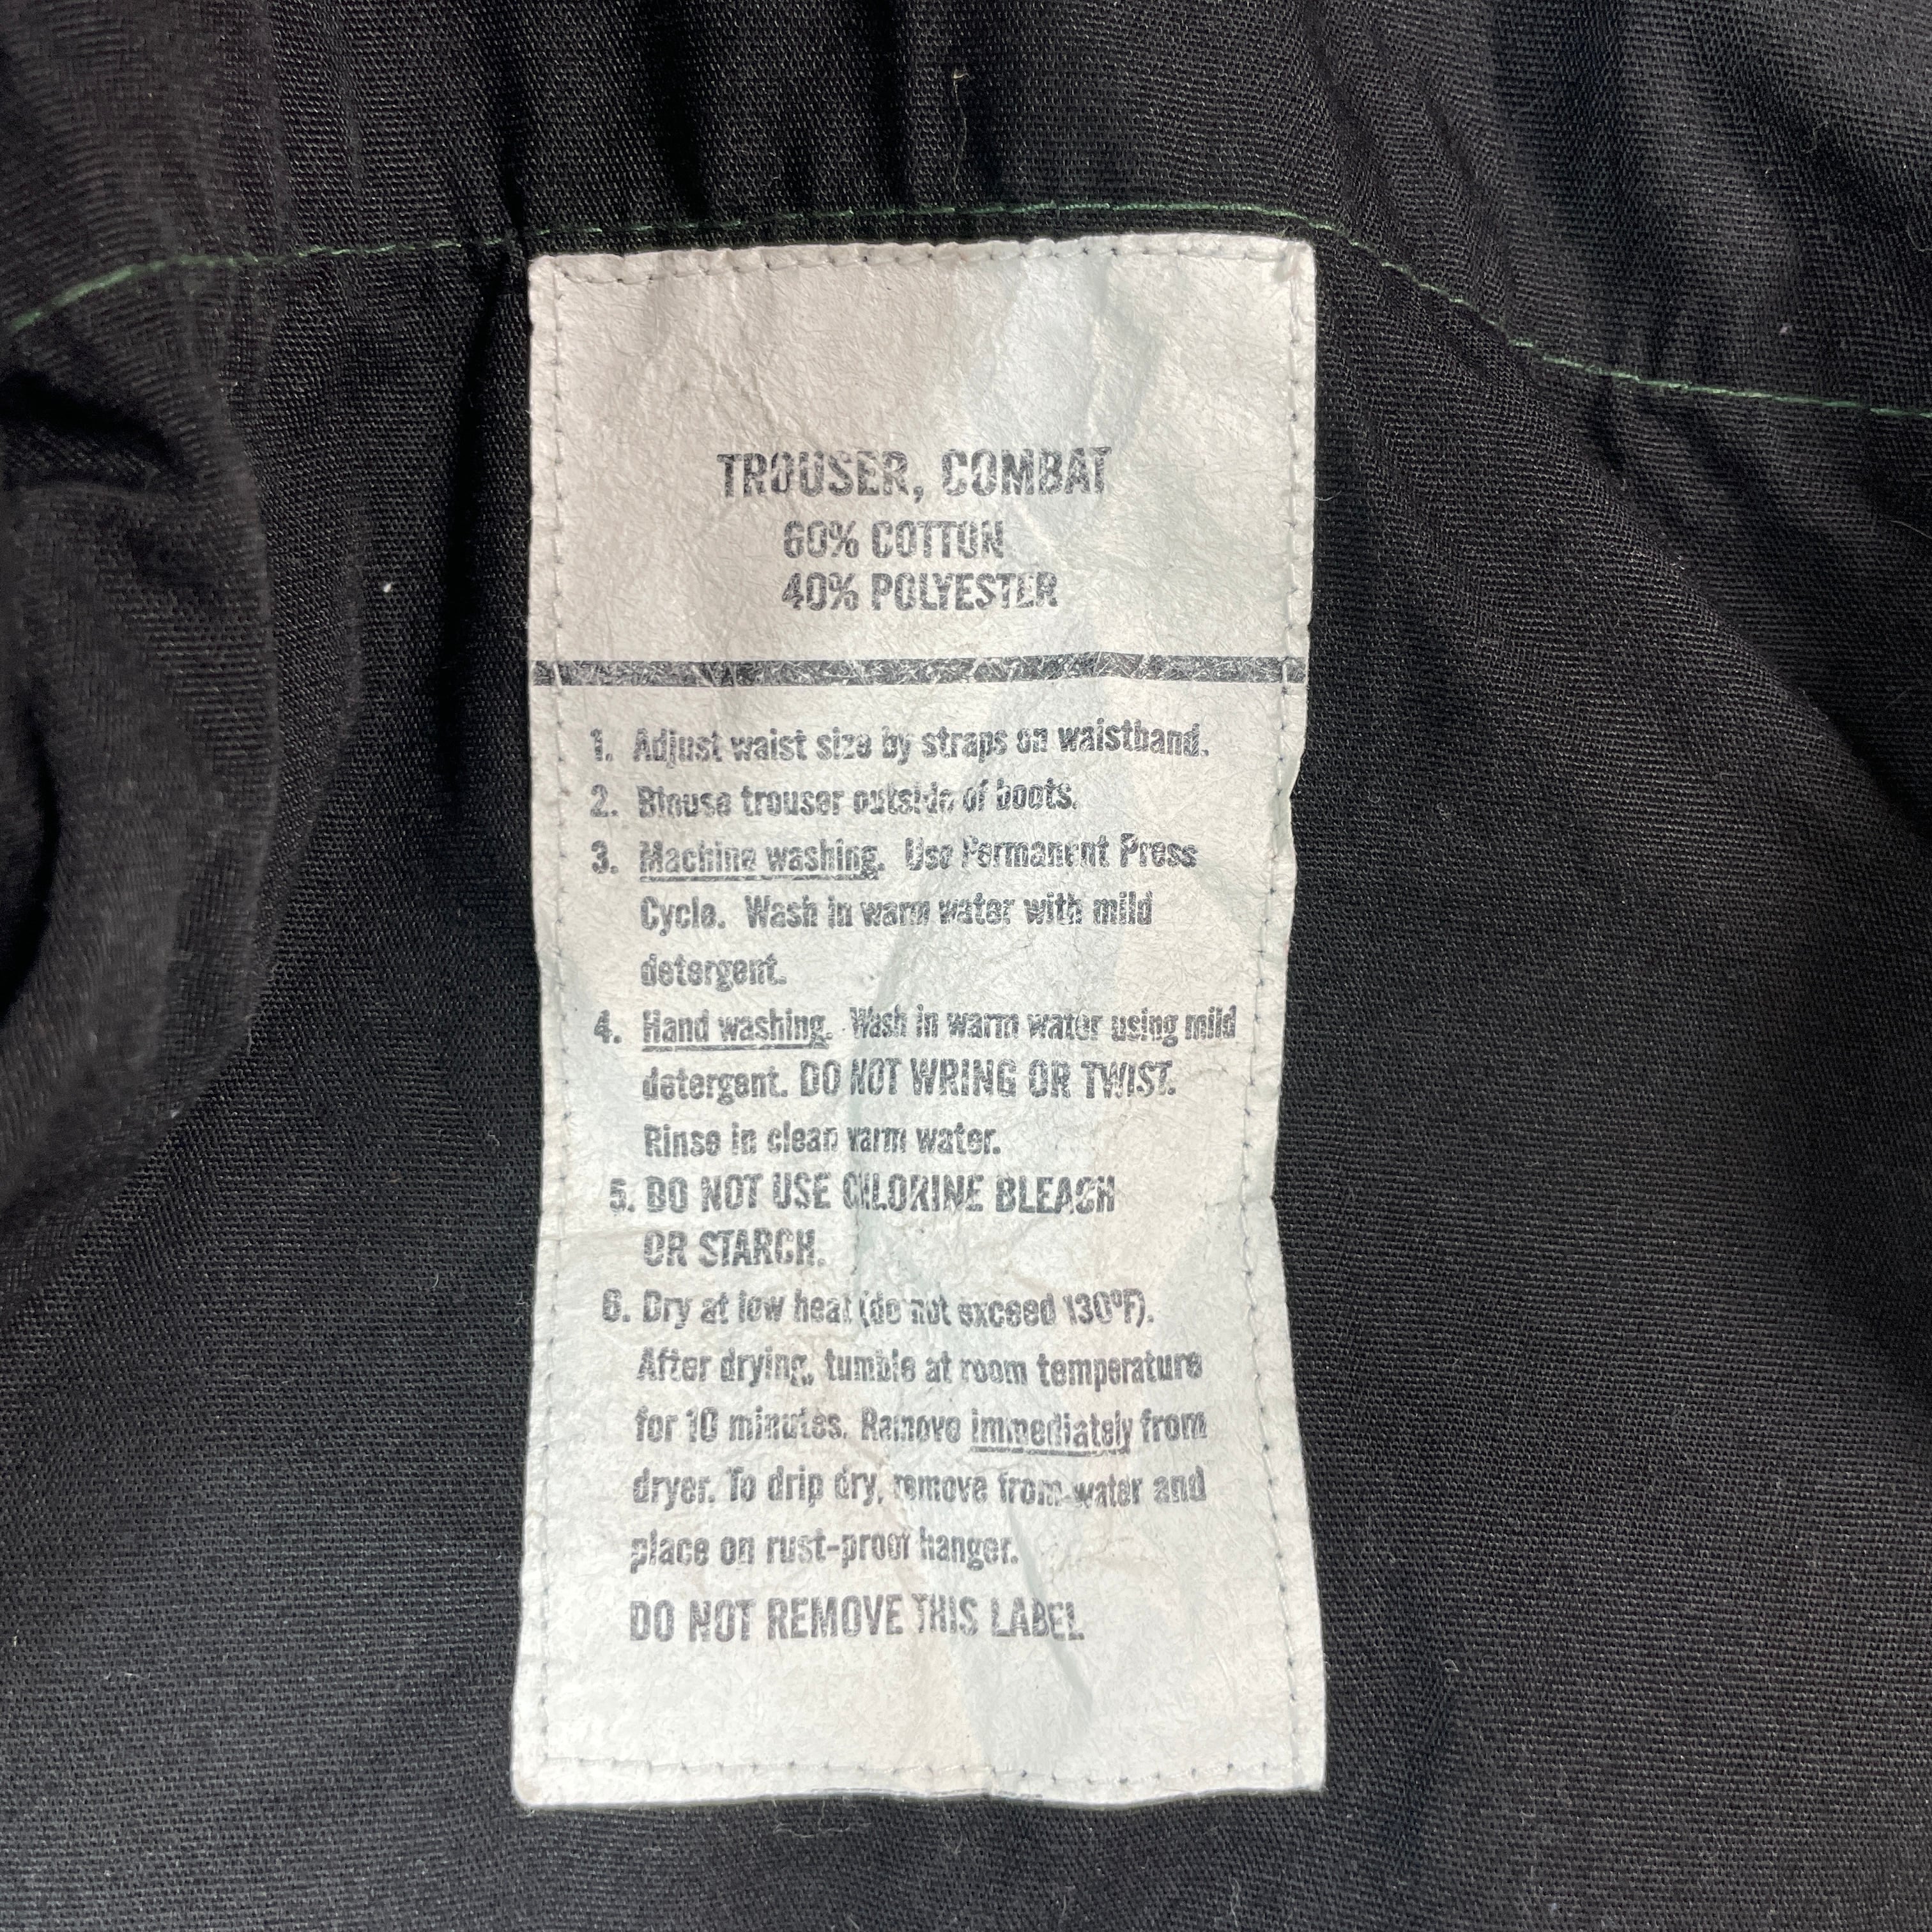 TROUSER, COMBAT
60% COTTON
40% POLYESTER
1. Adjust waist size by straps on waistband.
2. Blouse trouser outside of boots.
3. Machine washing. Use Permanent Press
Cycle. Wash in warm water with mild
detergent.
4. Hand washing. Wash in warm water using mild
detergent. DO NOT WRING OR TWIST.
Rinse in clean warm water.
5. DO NOT USE CHLORINE BLEACH
OR STARCH.
6. Dry at low heat (do not exceed 130ºF).
After drying, tumble at room temperature
for 10 minutes. Remove immediately from
dryer. To drip dry, remove from water and
place on rust-proof hanger.
DO NOT REMOVE THIS LABEL